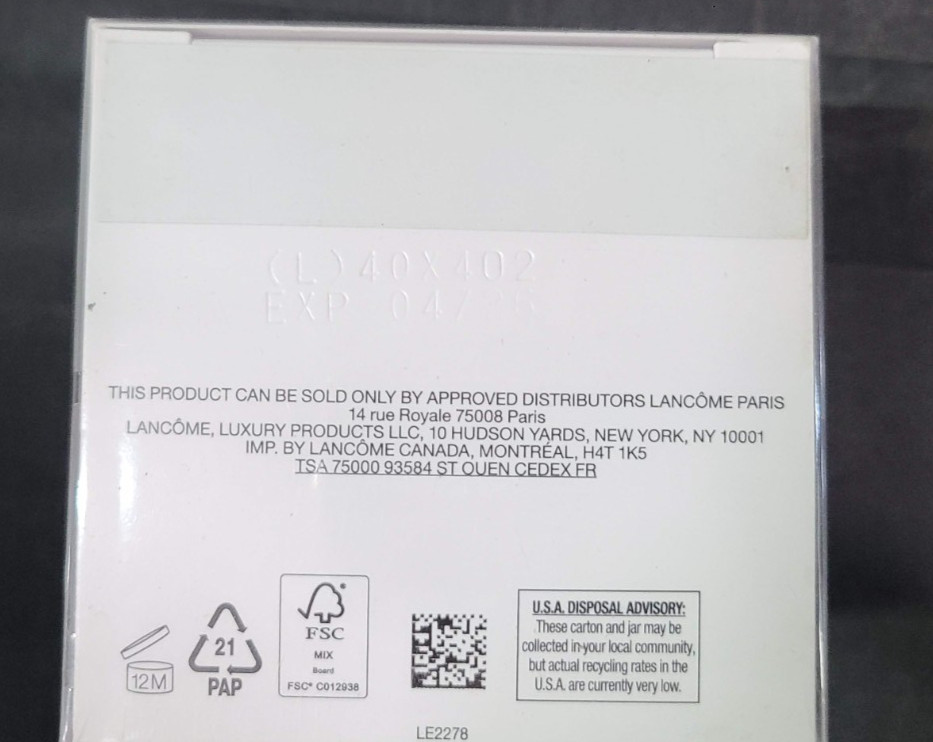 (L) 40X402
EXP 04/
THIS PRODUCT CAN BE SOLD ONLY BY APPROVED DISTRIBUTORS LANCÔME PARIS
14 rue Royale 75008 Paris
LANCÔME, LUXURY PRODUCTS LLC, 10 HUDSON YARDS, NEW YORK, NY 10001
IMP. BY LANCÔME CANADA, MONTRÉAL, H4T 1K5
TSA 75000 93584 ST OUEN CEDEX FR
12M
21
PAP
FSC
MIX
Board
FSC® C012938
U.S.A. DISPOSAL ADVISORY:
These carton and jar may be
collected in your local community,
but actual recycling rates in the
U.S.A. are currently very low.
LE2278